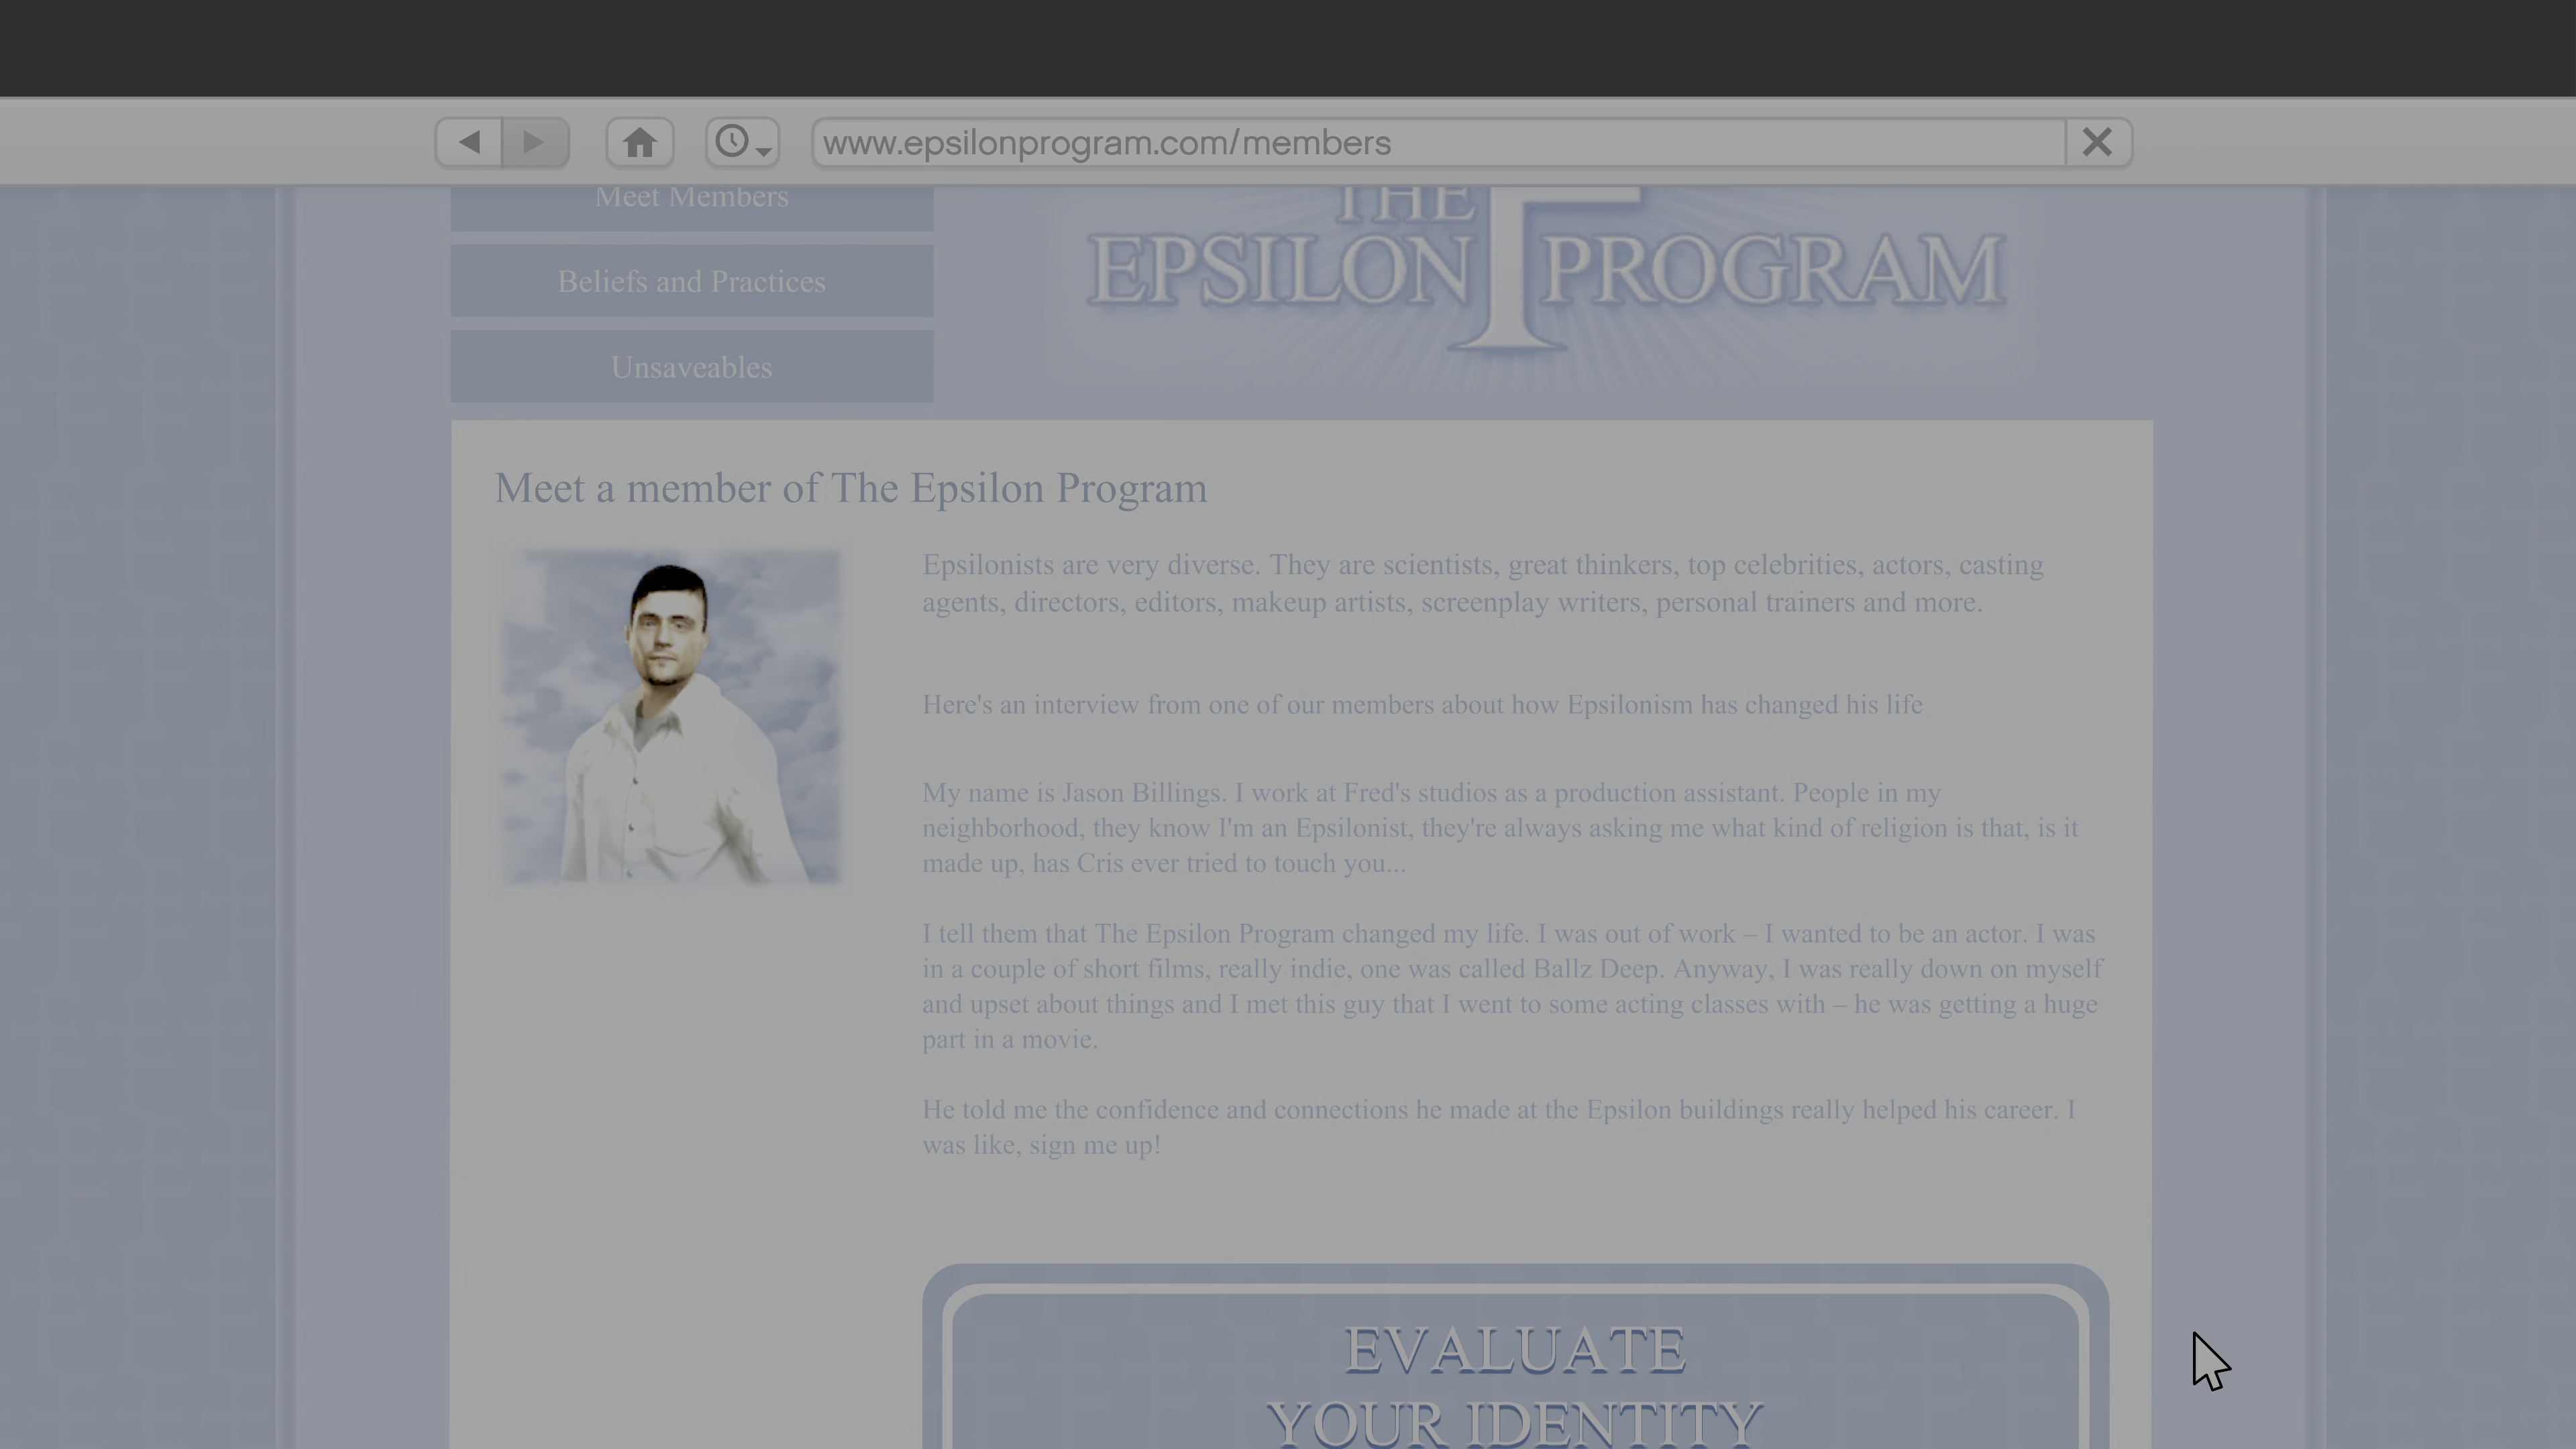 www.epsilonprogram.com/members
Meet Members
Beliefs and Practices
Unsaveables
THE
EPSILON PROGRAM
Meet a member of The Epsilon Program
Epsilonists are very diverse. They are scientists, great thinkers, top celebrities, actors, casting
agents, directors, editors, makeup artists, screenplay writers, personal trainers and more.
Here's an interview from one of our members about how Epsilonism has changed his life
My name is Jason Billings. I work at Fred's studios as a production assistant. People in my
neighborhood, they know I'm an Epsilonist, they're always asking me what kind of religion is that, is it
made up, has Cris ever tried to touch you...
I tell them that The Epsilon Program changed my life. I was out of work – I wanted to be an actor. I was
in a couple of short films, really indie, one was called Ballz Deep. Anyway, I was really down on myself
and upset about things and I met this guy that I went to some acting classes with – he was getting a huge
part in a movie.
He told me the confidence and connections he made at the Epsilon buildings really helped his career. I
was like, sign me up!
EVALUATE
YOUR IDENTITY